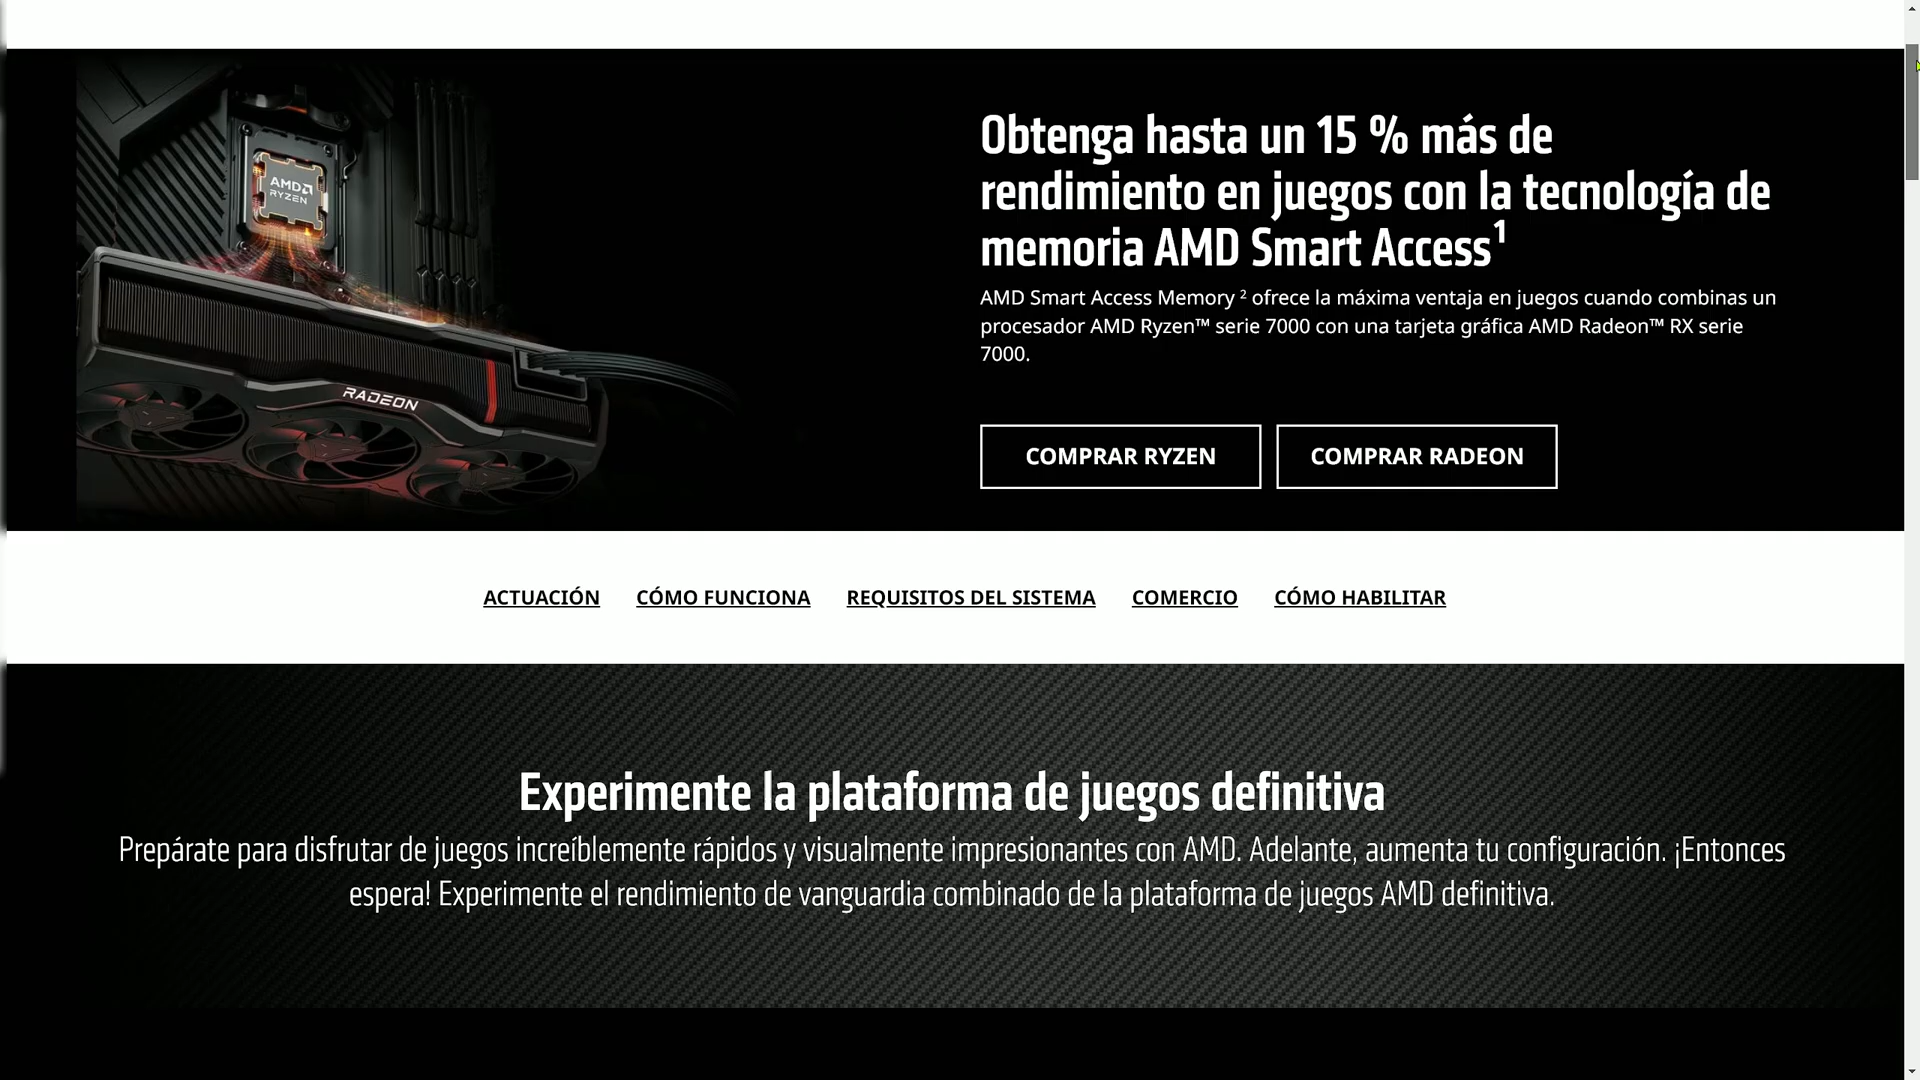 AMD
RYZEN
RADEON
Obtenga hasta un 15 % más de
rendimiento en juegos con la tecnología de
memoria AMD Smart Access¹
AMD Smart Access Memory ² ofrece la máxima ventaja en juegos cuando combinas un
procesador AMD Ryzen™ serie 7000 con una tarjeta gráfica AMD Radeon™ RX serie
7000.
COMPRAR RYZEN
COMPRAR RADEON
ACTUACIÓN
CÓMO FUNCIONA
REQUISITOS DEL SISTEMA
COMERCIO
CÓMO HABILITAR
Experimente la plataforma de juegos definitiva
Prepárate para disfrutar de juegos increíblemente rápidos y visualmente impresionantes con AMD. Adelante, aumenta tu configuración. ¡Entonces
espera! Experimente el rendimiento de vanguardia combinado de la plataforma de juegos AMD definitiva.